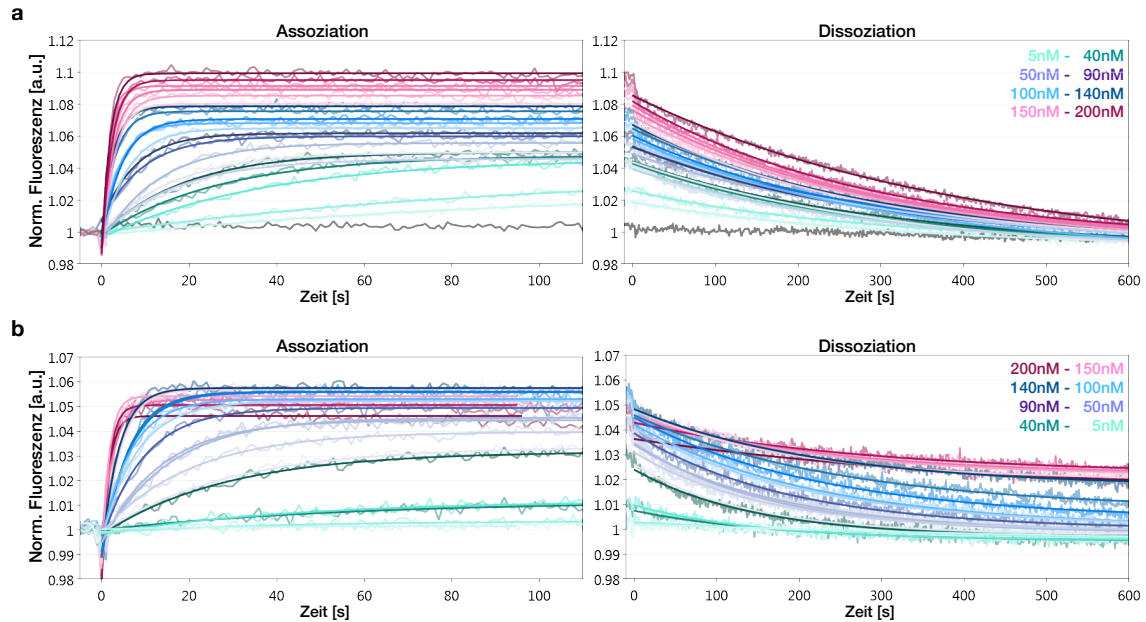 a
Assoziation
Dissoziation
Norm. Fluoreszenz [a.u.]
1.12
1.1
1.08
1.06
1.04
1.02
1
0.98
0 20 40 60 80 100
Zeit [s]
1.12
1.1
1.08
1.06
1.04
1.02
1
0.98
0 100 200 300 400 500 600
Zeit [s]
5nM - 40nM
50nM - 90nM
100nM - 140nM
150nM - 200nM
b
Assoziation
Dissoziation
Norm. Fluoreszenz [a.u.]
1.07
1.06
1.05
1.04
1.03
1.02
1.01
1
0.99
0.98
0 20 40 60 80 100
Zeit [s]
1.07
1.06
1.05
1.04
1.03
1.02
1.01
1
0.99
0.98
0 100 200 300 400 500 600
Zeit [s]
200nM - 150nM
140nM - 100nM
90nM - 50nM
40nM - 5nM